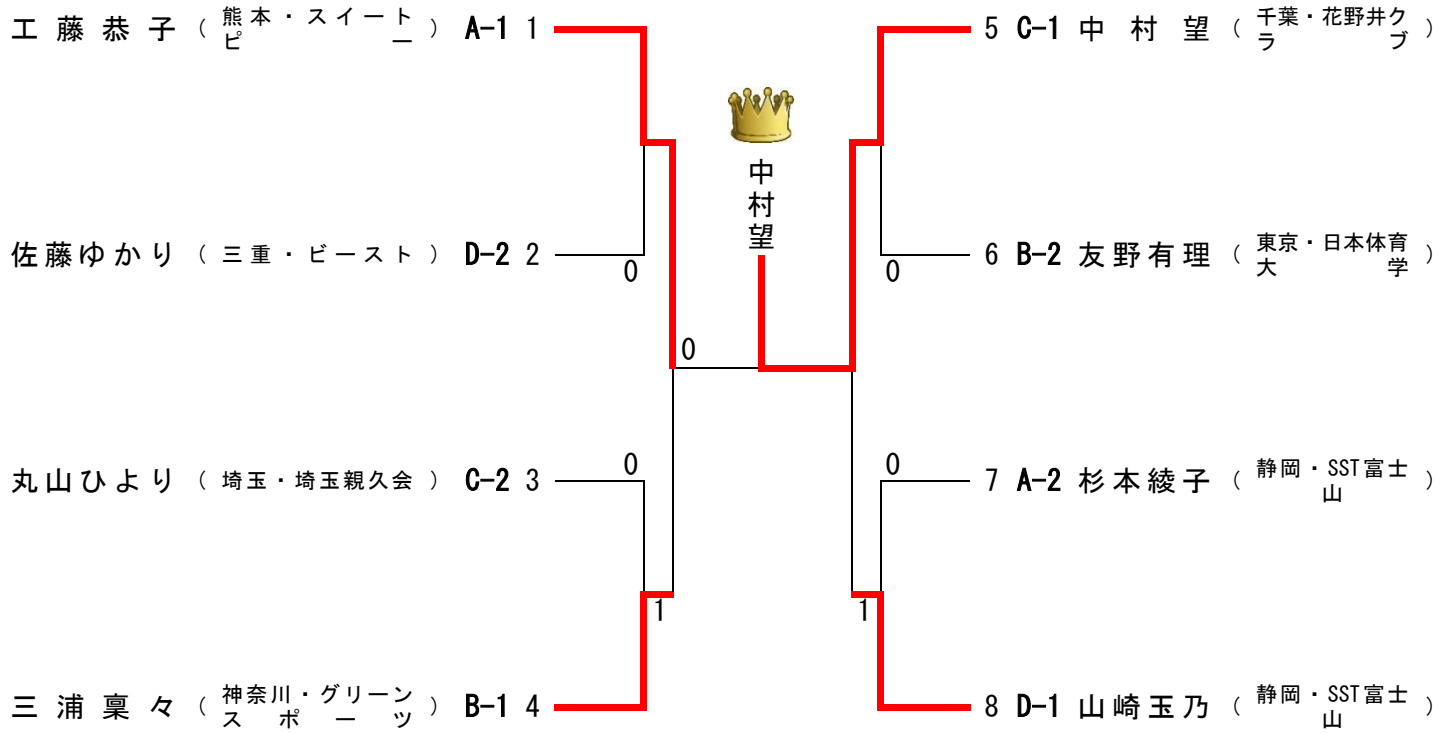 工藤恭子 （熊本・スイートピー） A-1 1
佐藤ゆかり （三重・ビースト） D-2 2
丸山ひより （埼玉・埼玉親久会） C-2 3
三浦稟々 （神奈川・グリーンスポーツ） B-1 4
0
0
0
1
中村望
5 C-1 中村望 （千葉・花野井クラブ）
6 B-2 友野有理 （東京・日本体育大学）
7 A-2 杉本綾子 （静岡・SST富士山）
8 D-1 山崎玉乃 （静岡・SST富士山）
0
0
1